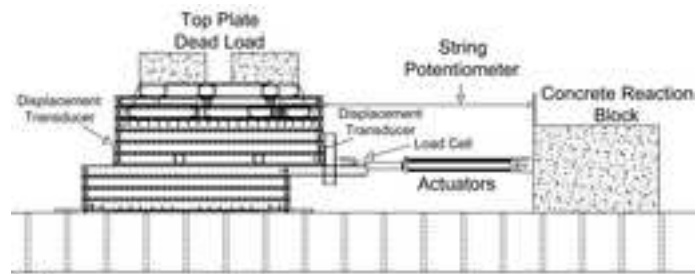 Top Plate
Dead Load
String
Potentiometer
Concrete Reaction
Block
Displacement
Transducer
Displacement
Transducer
Load Cell
Actuators